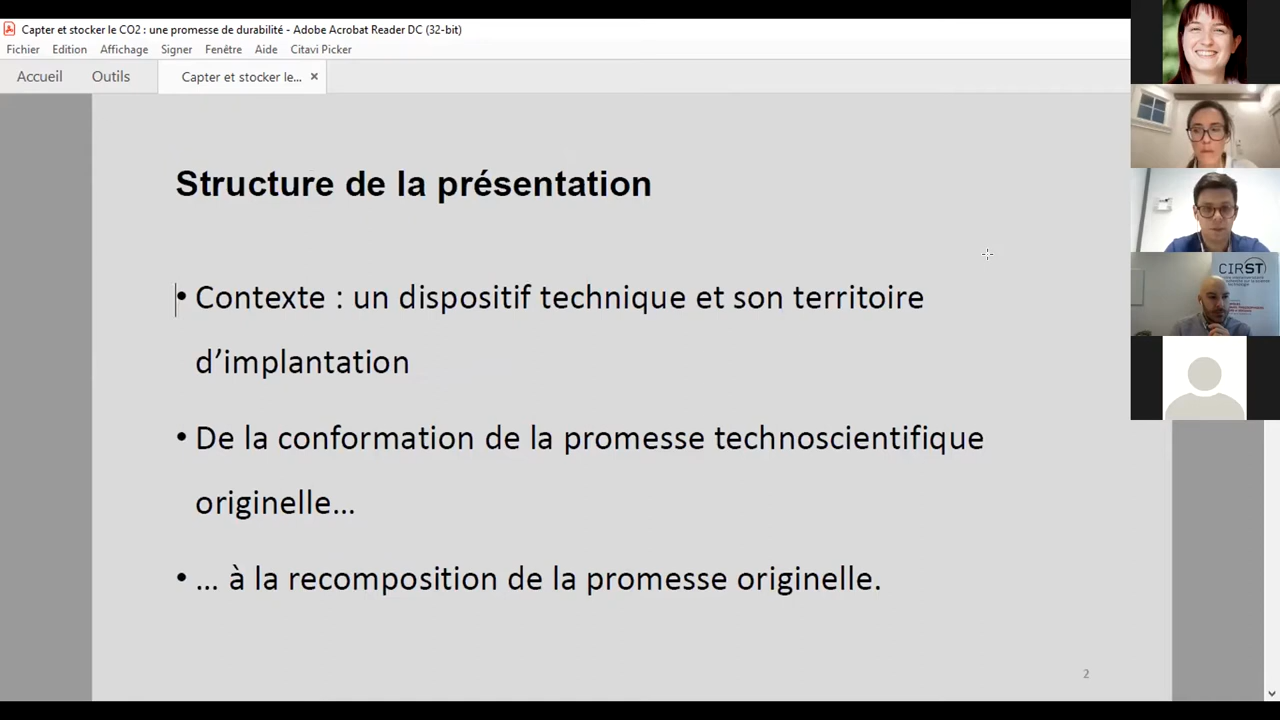 Capter et stocker le CO2 : une promesse de durabilité - Adobe Acrobat Reader DC (32-bit)
Fichier Edition Affichage Signer Fenêtre Aide Citavi Picker
Accueil Outils Capter et stocker le... ×
Structure de la présentation
• Contexte : un dispositif technique et son territoire
d’implantation
• De la conformation de la promesse technoscientifique
originelle…
• … à la recomposition de la promesse originelle.
2
CIRST